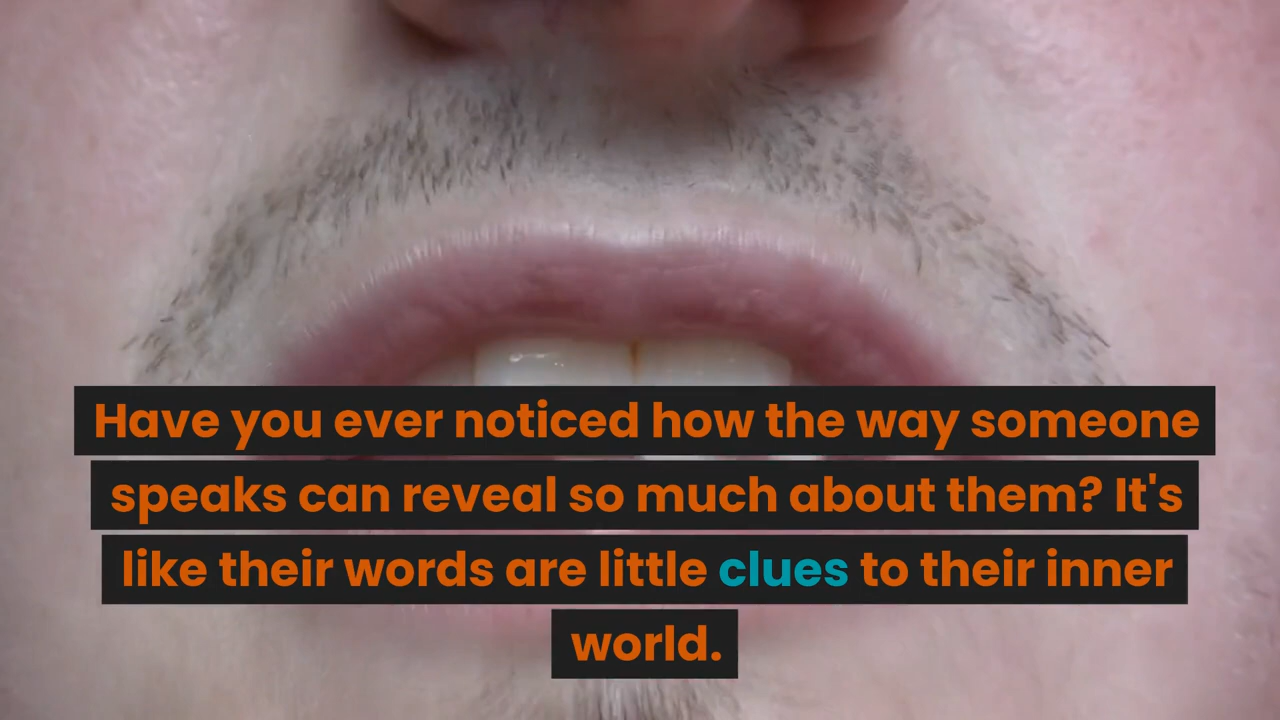 Have you ever noticed how the way someone
speaks can reveal so much about them? It's
like their words are little clues to their inner
world.